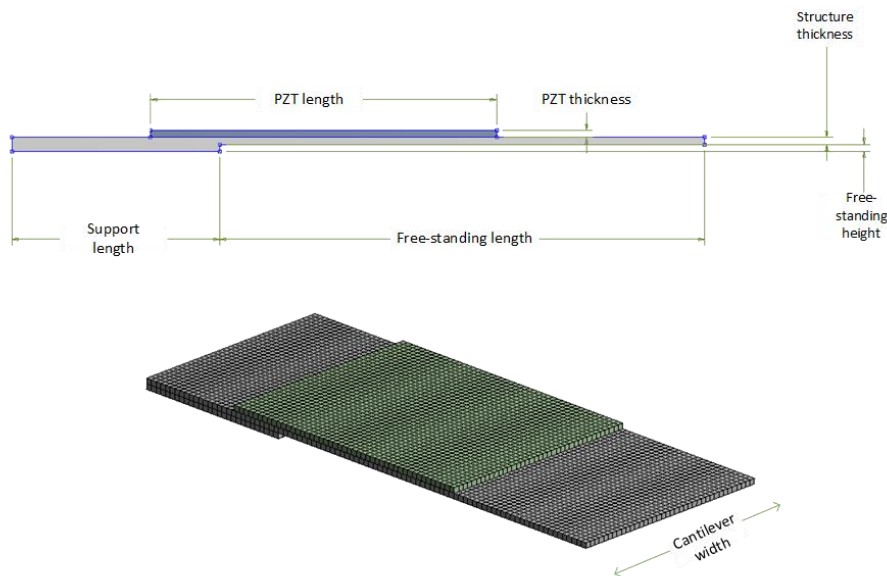 Structure
thickness
PZT length
PZT thickness
Support
length
Free-standing length
Free-
standing
height
Cantilever
width